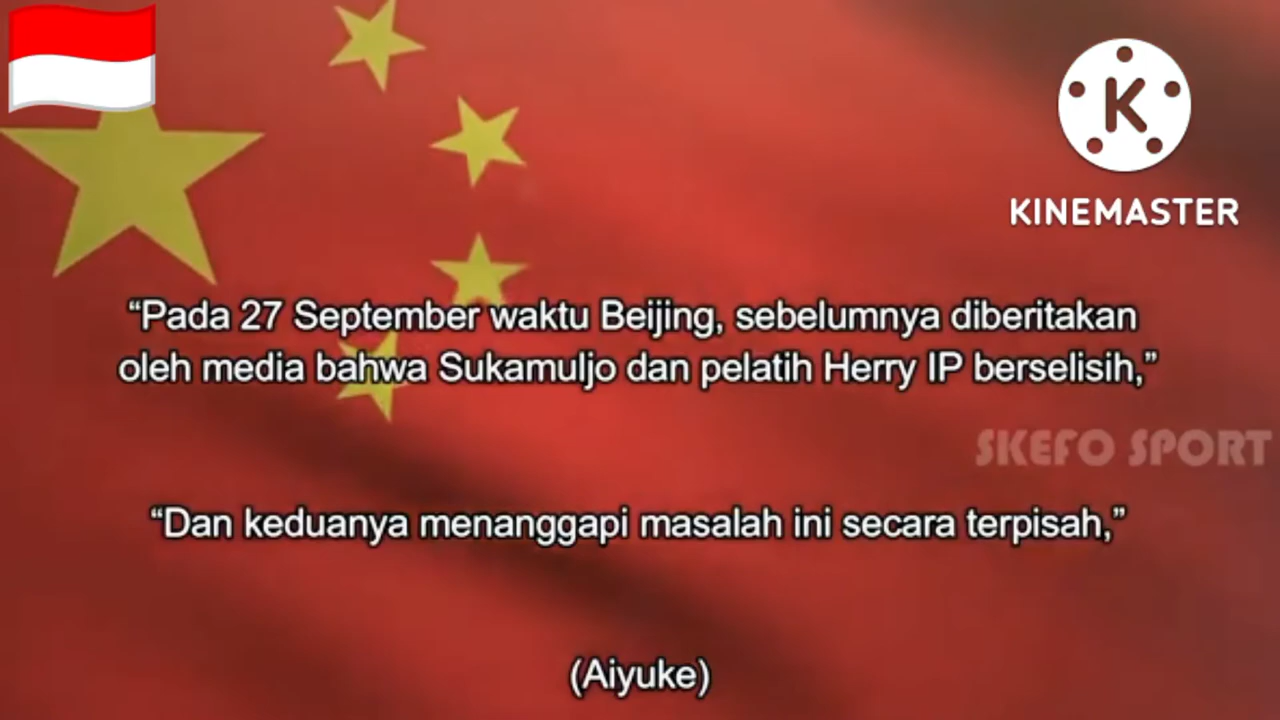 K
KINEMASTER
“Pada 27 September waktu Beijing, sebelumnya diberitakan
oleh media bahwa Sukamuljo dan pelatih Herry IP berselisih,”
SKEFO SPORT
“Dan keduanya menanggapi masalah ini secara terpisah,”
(Aiyuke)